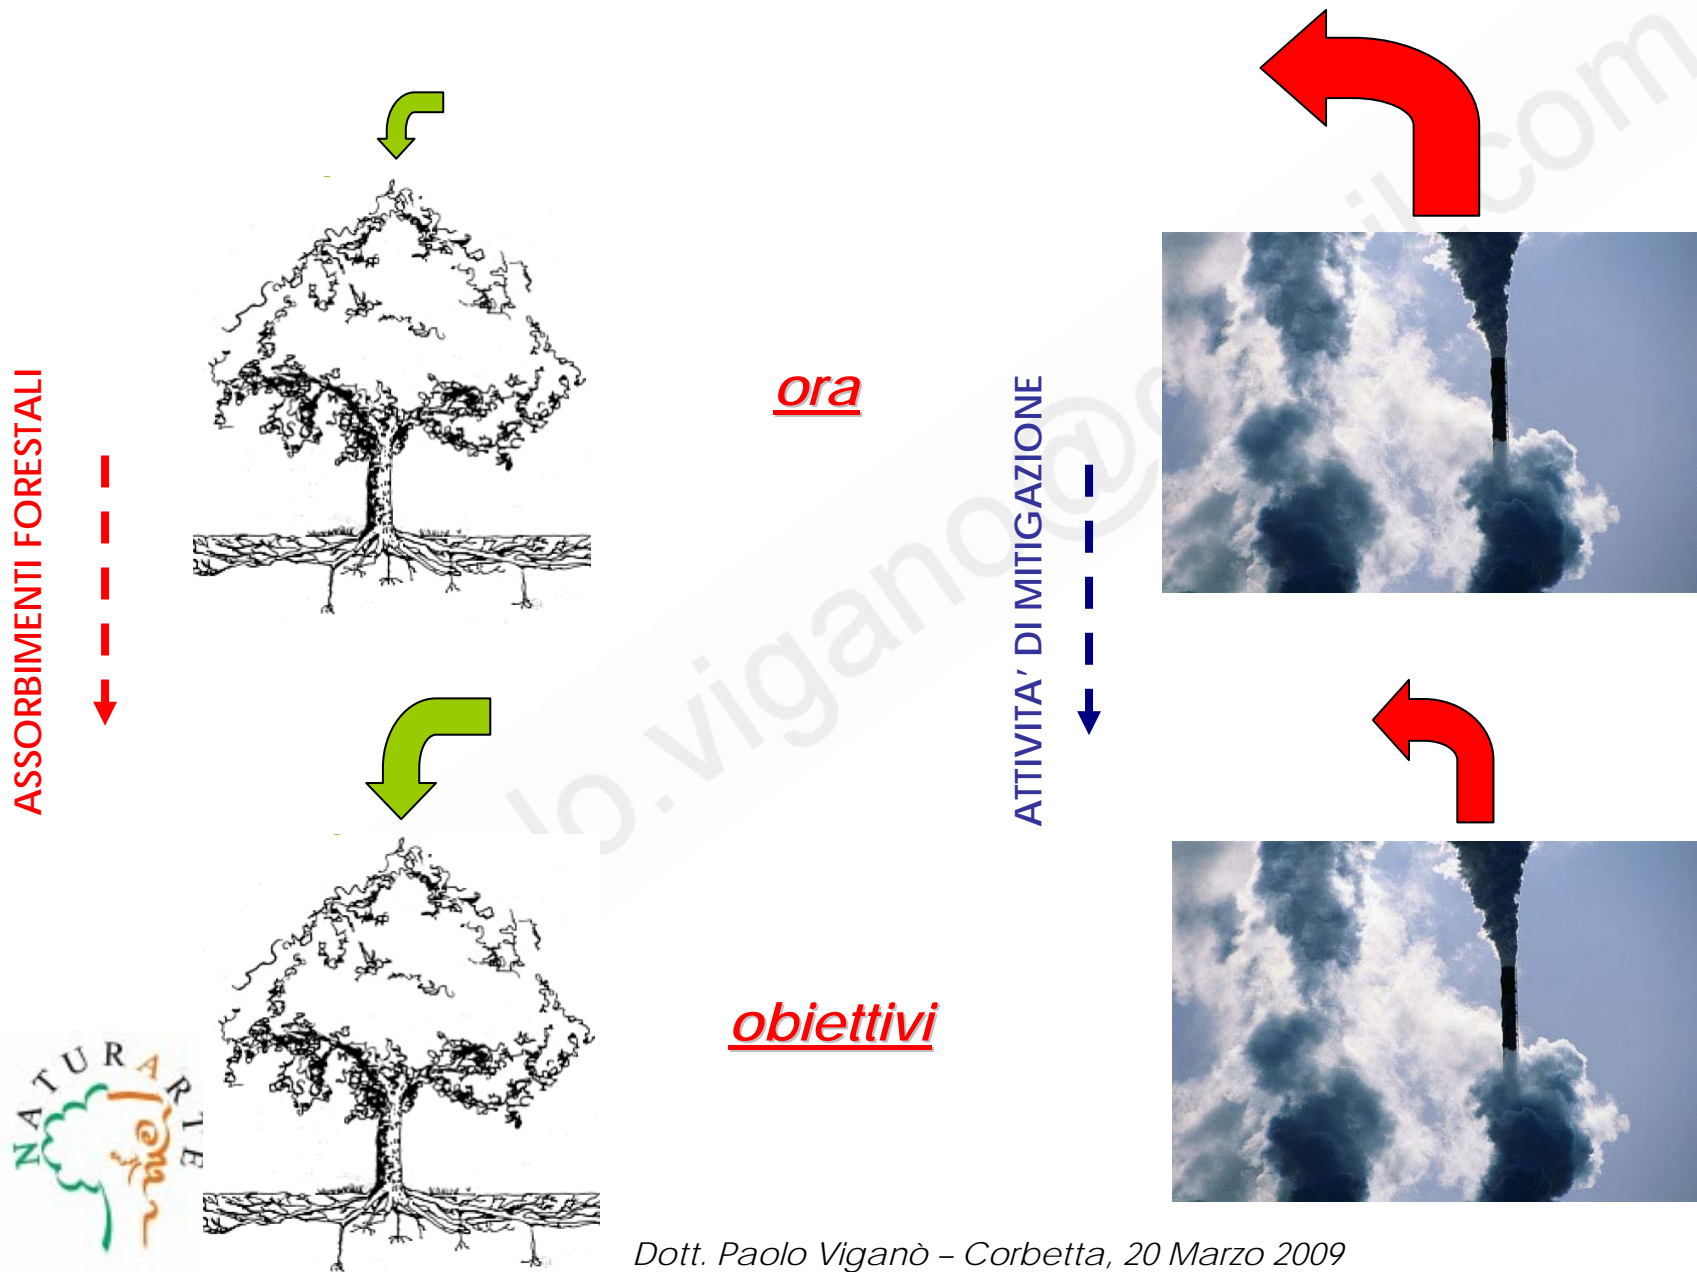 ora
ASSORBIMENTI FORESTALI
ATTIVITA’ DI MITIGAZIONE
obiettivi
NATURARTE
Dott. Paolo Viganò – Corbetta, 20 Marzo 2009